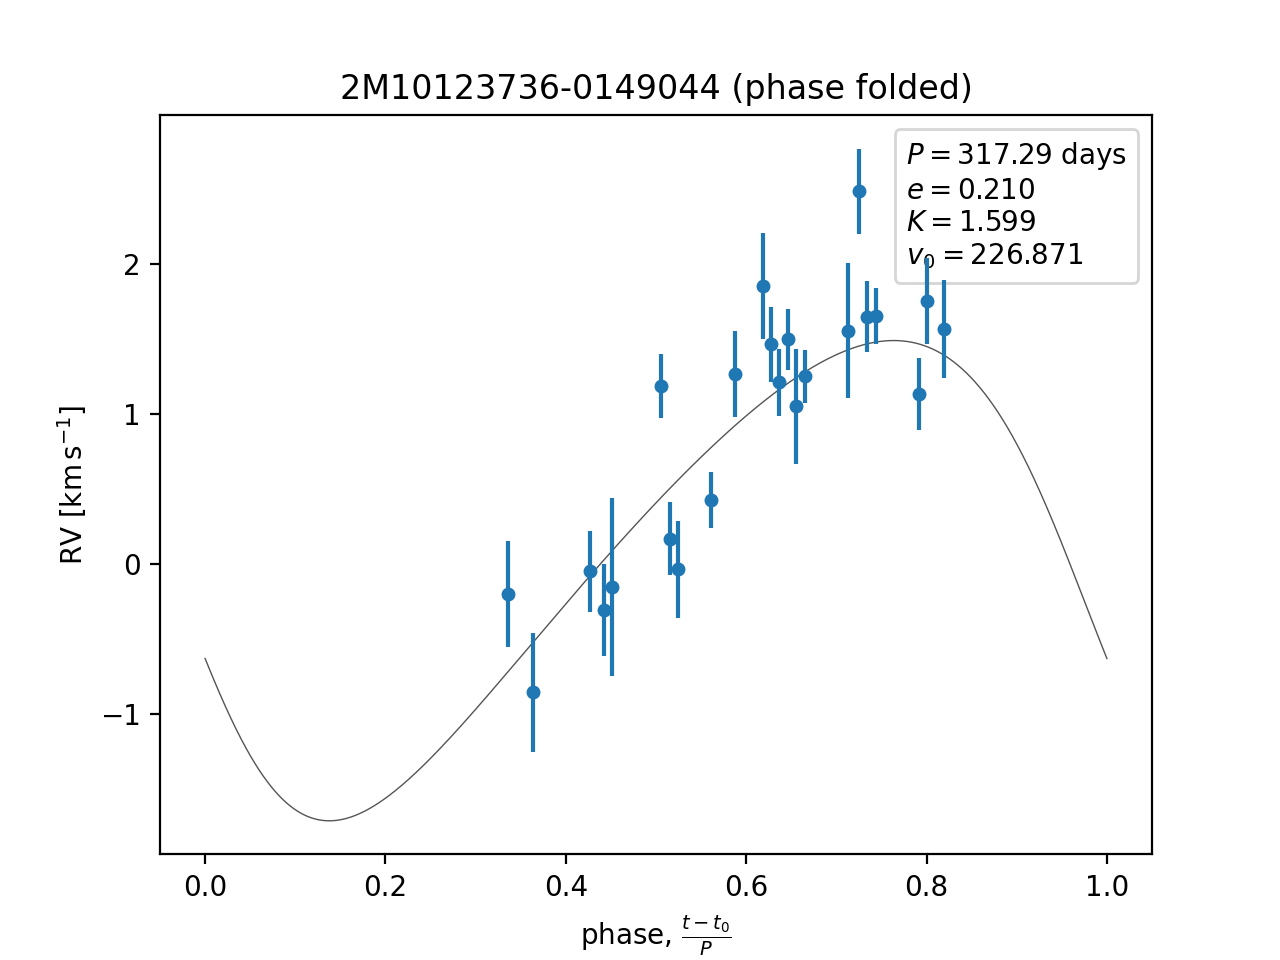 2M10123736-0149044 (phase folded)
P = 317.29 days
e = 0.210
K = 1.599
v₀ = 226.871
RV [km s⁻¹]
2
1
0
−1
0.0 0.2 0.4 0.6 0.8 1.0
phase, (t − t₀)/P